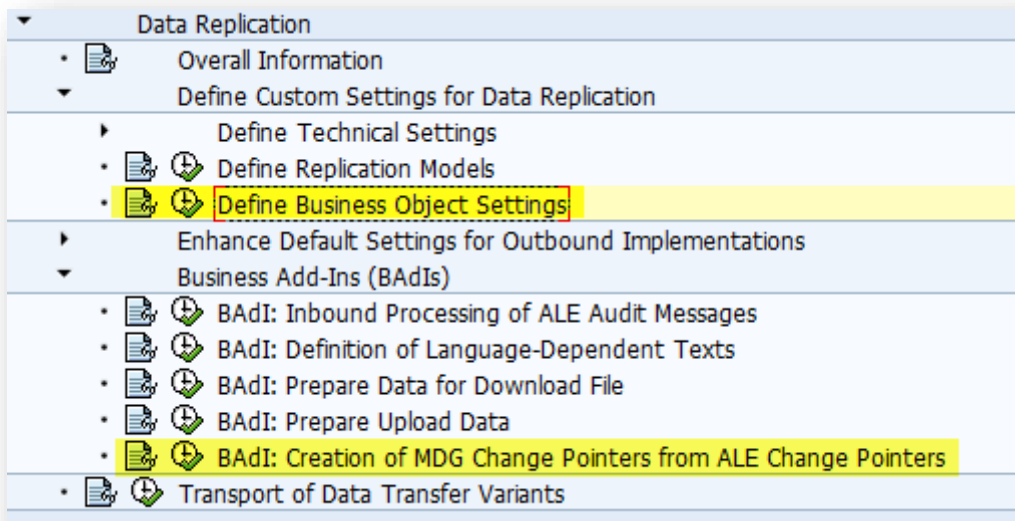 Data Replication
Overall Information
Define Custom Settings for Data Replication
Define Technical Settings
Define Replication Models
Define Business Object Settings
Enhance Default Settings for Outbound Implementations
Business Add-Ins (BAdIs)
BAdI: Inbound Processing of ALE Audit Messages
BAdI: Definition of Language-Dependent Texts
BAdI: Prepare Data for Download File
BAdI: Prepare Upload Data
BAdI: Creation of MDG Change Pointers from ALE Change Pointers
Transport of Data Transfer Variants